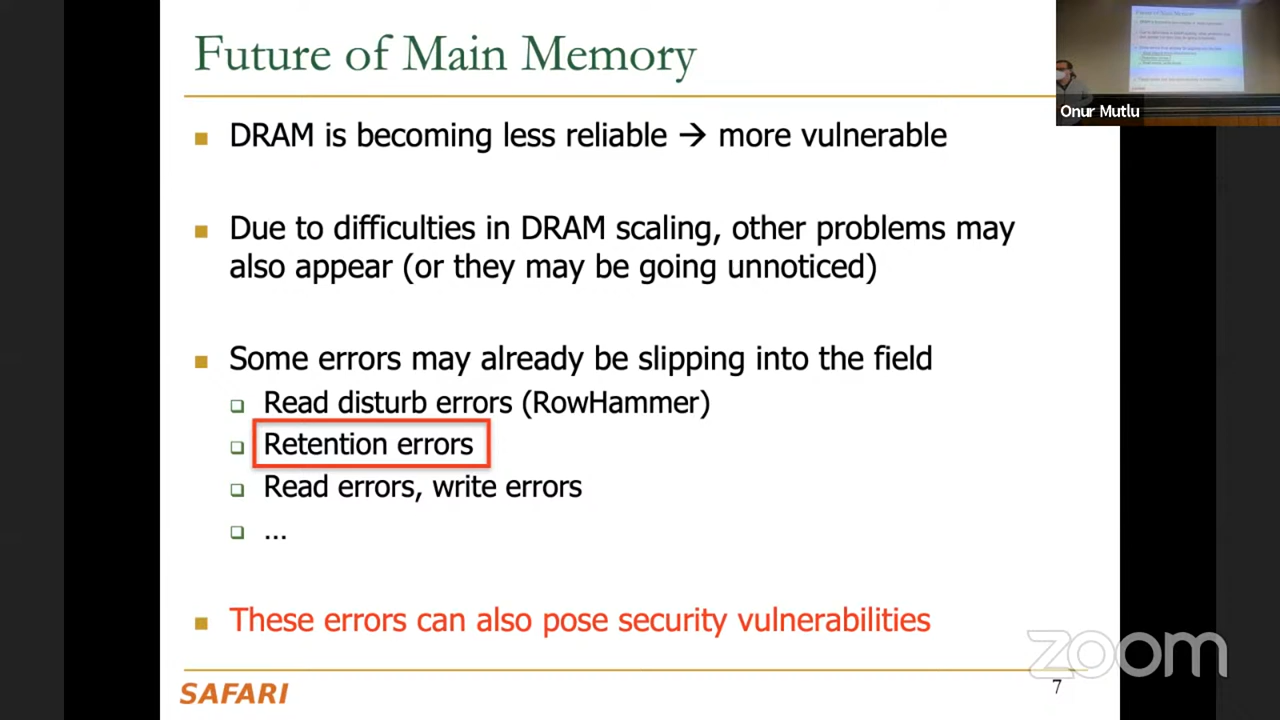 Future of Main Memory
Onur Mutlu
DRAM is becoming less reliable → more vulnerable
Due to difficulties in DRAM scaling, other problems may
also appear (or they may be going unnoticed)
Some errors may already be slipping into the field
Read disturb errors (RowHammer)
Retention errors
Read errors, write errors
...
These errors can also pose security vulnerabilities
zoom
SAFARI
7